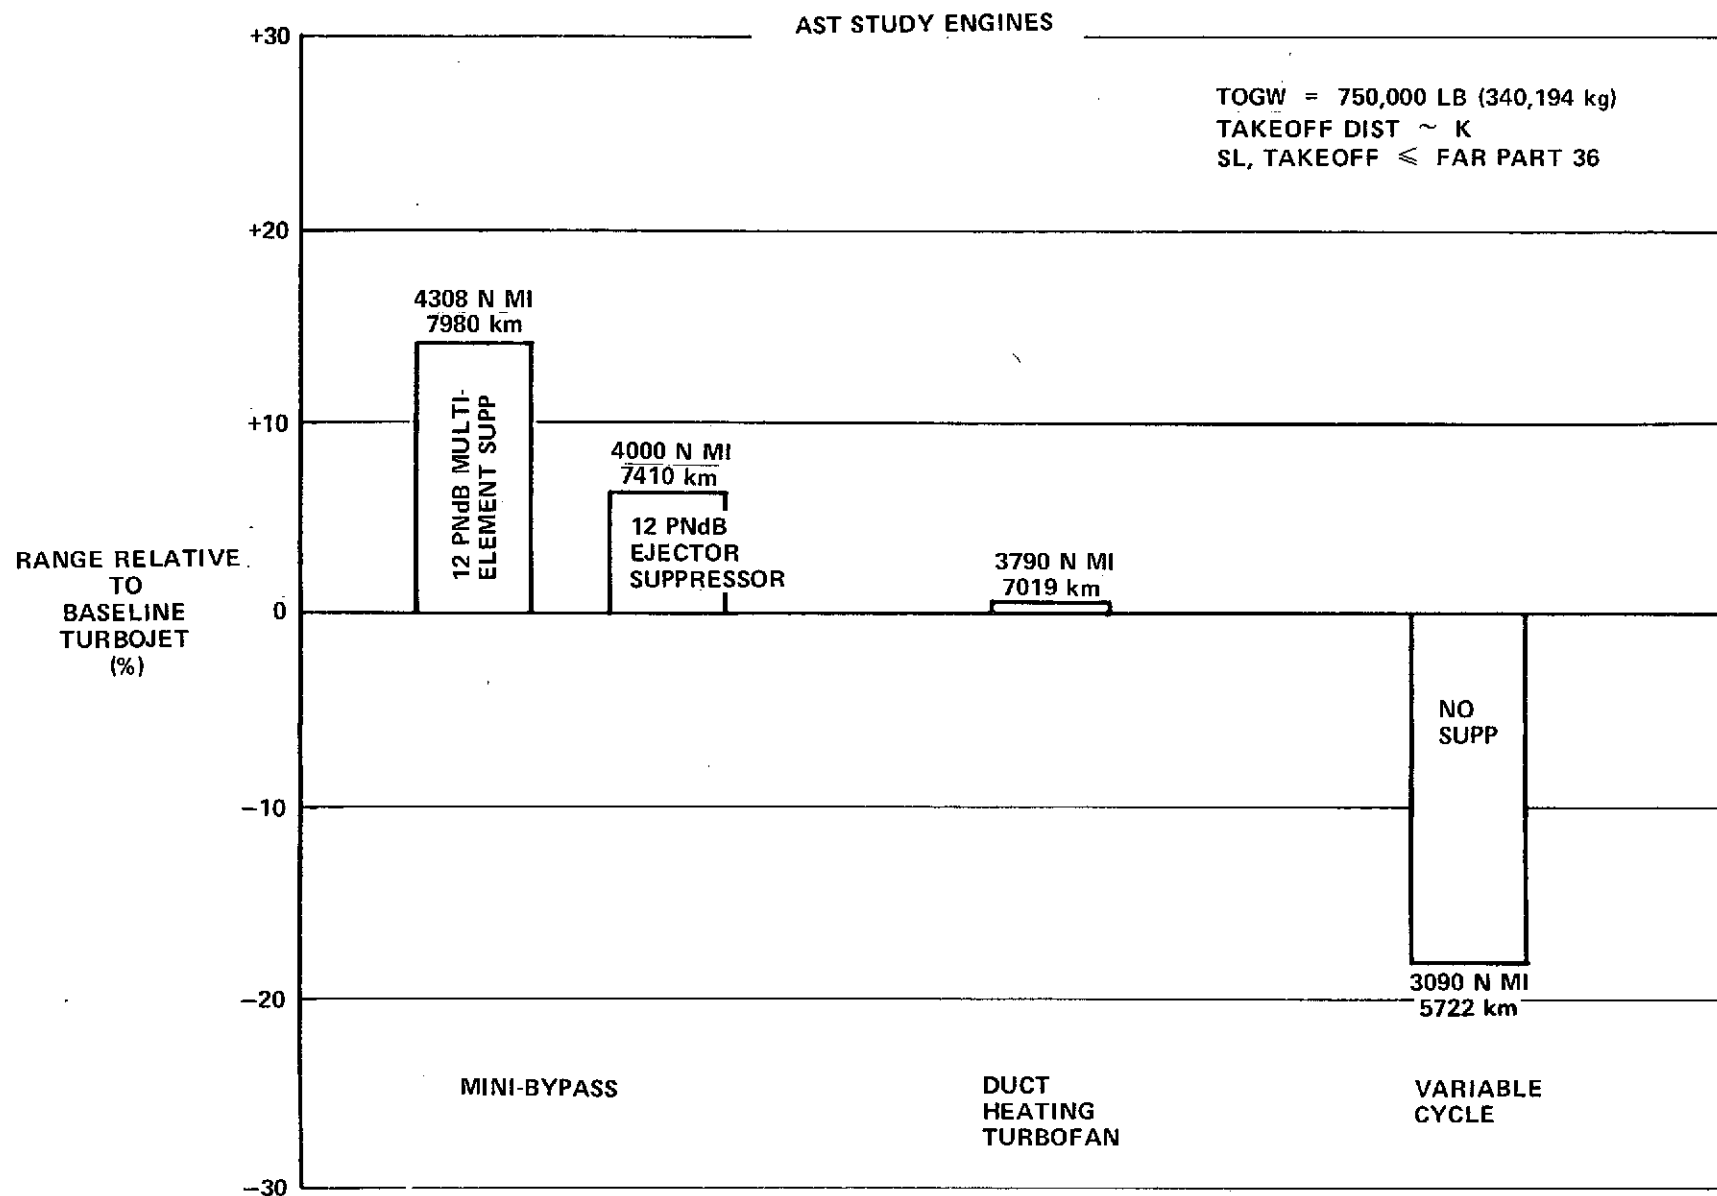 AST STUDY ENGINES
TOGW = 750,000 LB (340,194 kg)
TAKEOFF DIST ~ K
SL, TAKEOFF ⩽ FAR PART 36
+30
+20
+10
0
−10
−20
−30
RANGE RELATIVE
TO
BASELINE
TURBOJET
(%)
4308 N MI
7980 km
12 PNdB MULTI-
ELEMENT SUPP
4000 N MI
7410 km
12 PNdB
EJECTOR
SUPPRESSOR
3790 N MI
7019 km
NO
SUPP
3090 N MI
5722 km
MINI-BYPASS
DUCT
HEATING
TURBOFAN
VARIABLE
CYCLE